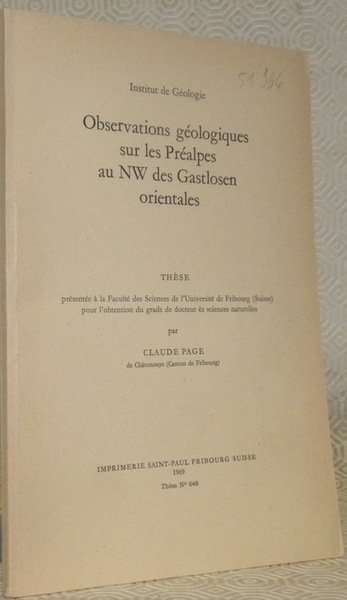 51'964
Institut de Géologie
Observations géologiques
sur les Préalpes
au NW des Gastlosen
orientales
THÈSE
présentée à la Faculté des Sciences de l'Université de Fribourg (Suisse)
pour l'obtention du grade de docteur ès sciences naturelles
par
CLAUDE PAGE
de Châtonnaye (Canton de Fribourg)
IMPRIMERIE SAINT-PAUL FRIBOURG SUISSE
1969
Thèse Nº 648